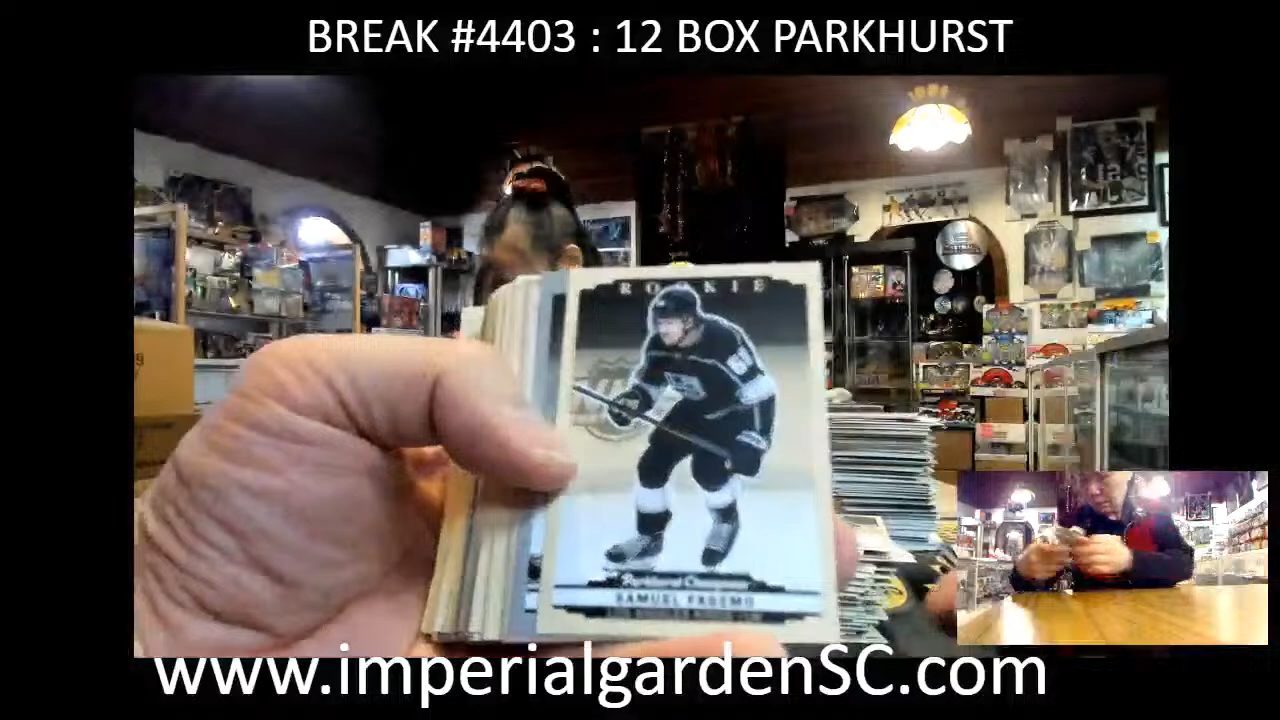 BREAK #4403 : 12 BOX PARKHURST
ROOKIE
Parkhurst Champions
SAMUEL FAGEMO
www.imperialgardenSC.com